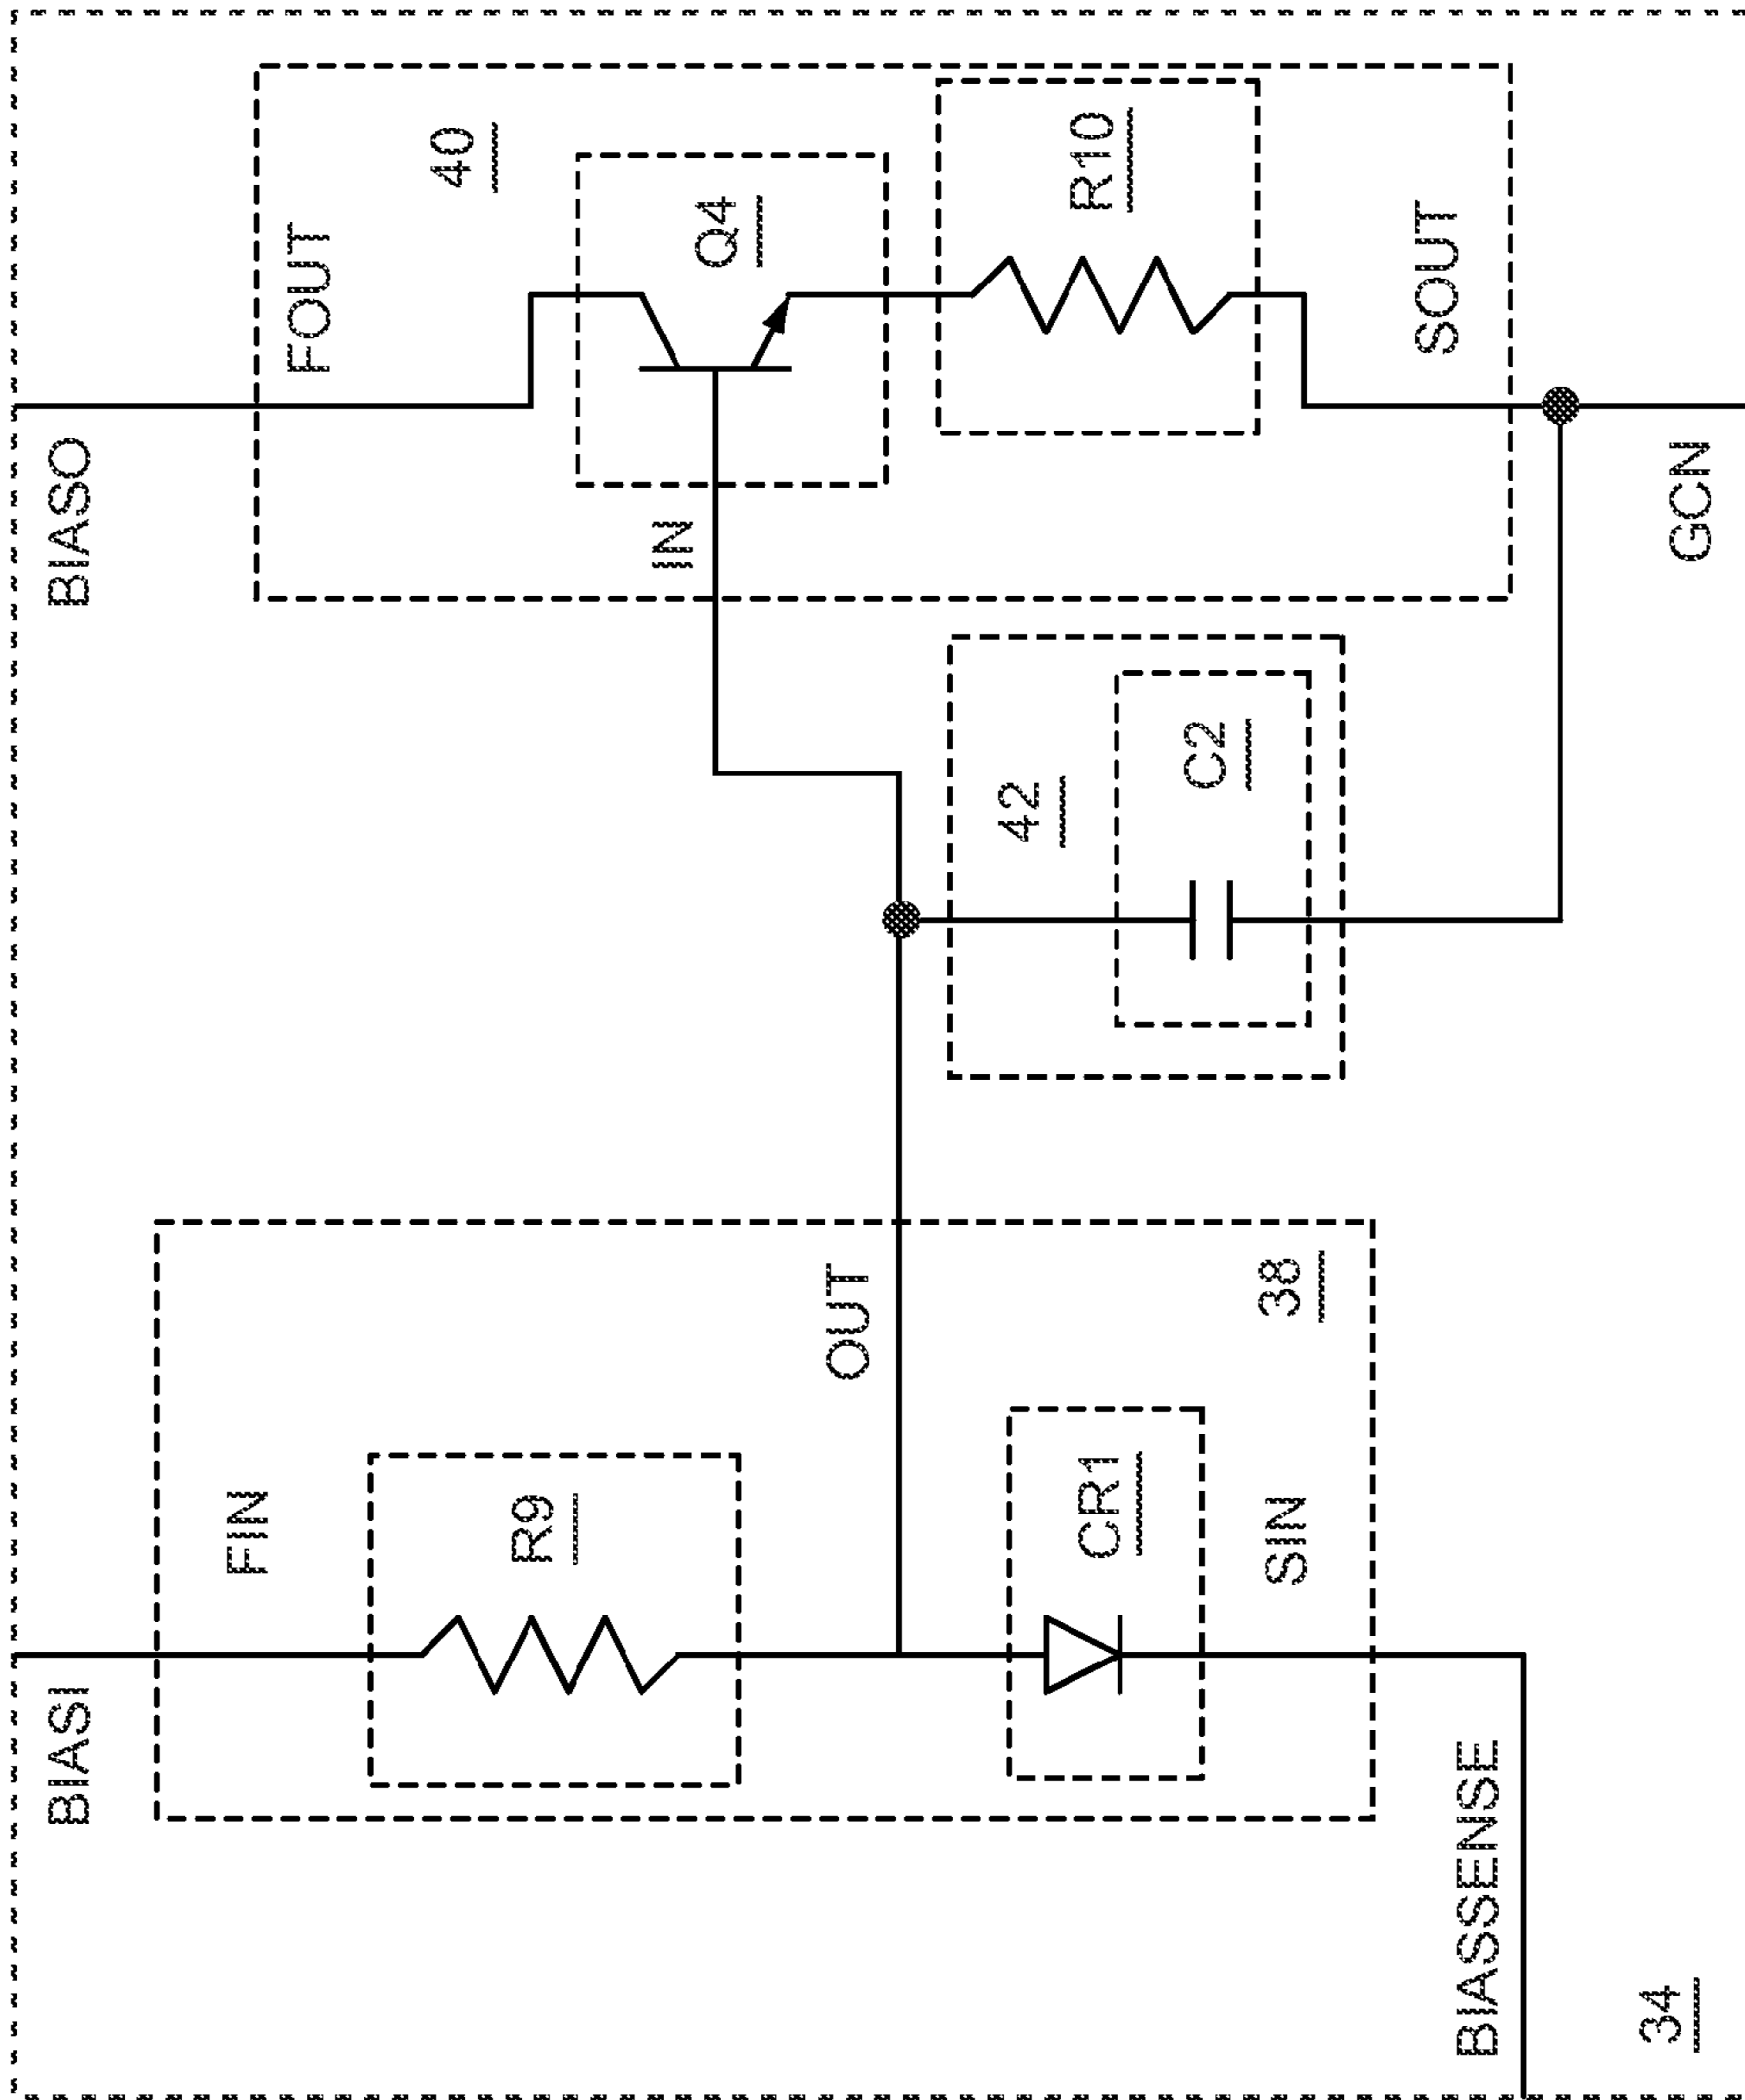 BIASI
BIASO
FIN
FOUT
40
R9
IN
Q4
OUT
42
CR1
R10
C2
SIN
38
SOUT
BIASSENSE
34
GCN